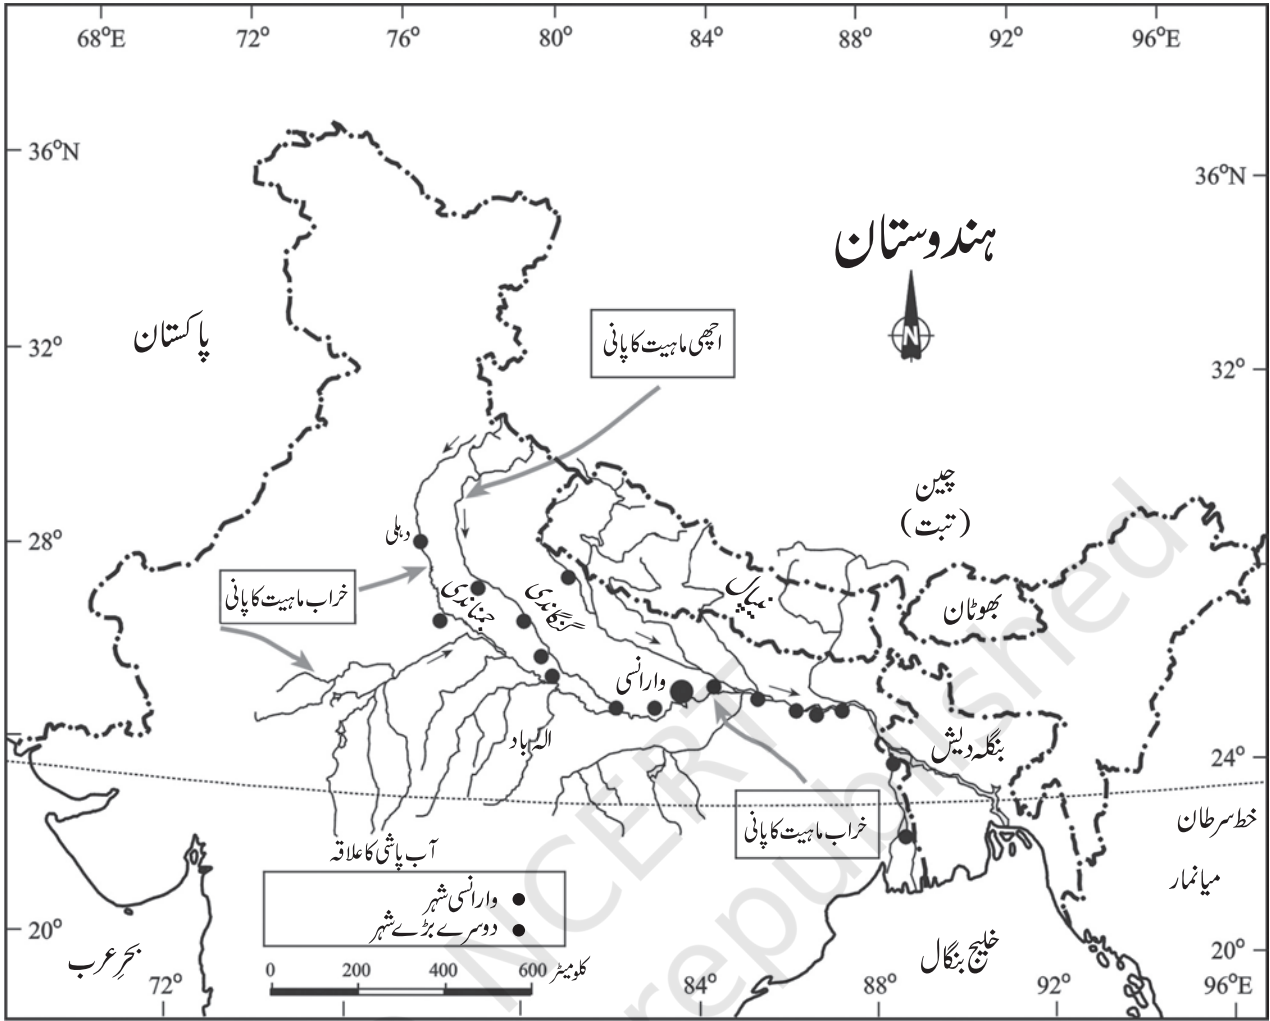 68°E 72° 76° 80° 84° 88° 92° 96°E
36°N
36°N
ہندوستان
N
پاکستان
32°
32°
اچھی ماہیت کا پانی
چین
(تبت)
28°
دہلی
خراب ماہیت کا پانی
جمنا ندی
گنگا ندی
نیپال
بھوٹان
وارانسی
الہ آباد
بنگلہ دیش
24°
خط سرطان
خراب ماہیت کا پانی
میانمار
آب پاشی کا علاقہ
وارانسی شہر
دوسرے بڑے شہر
20°
20°
بحرِ عرب
خلیج بنگال
0 200 400 600 کلومیٹر
72° 84° 88° 92° 96°E
NCERT
republished